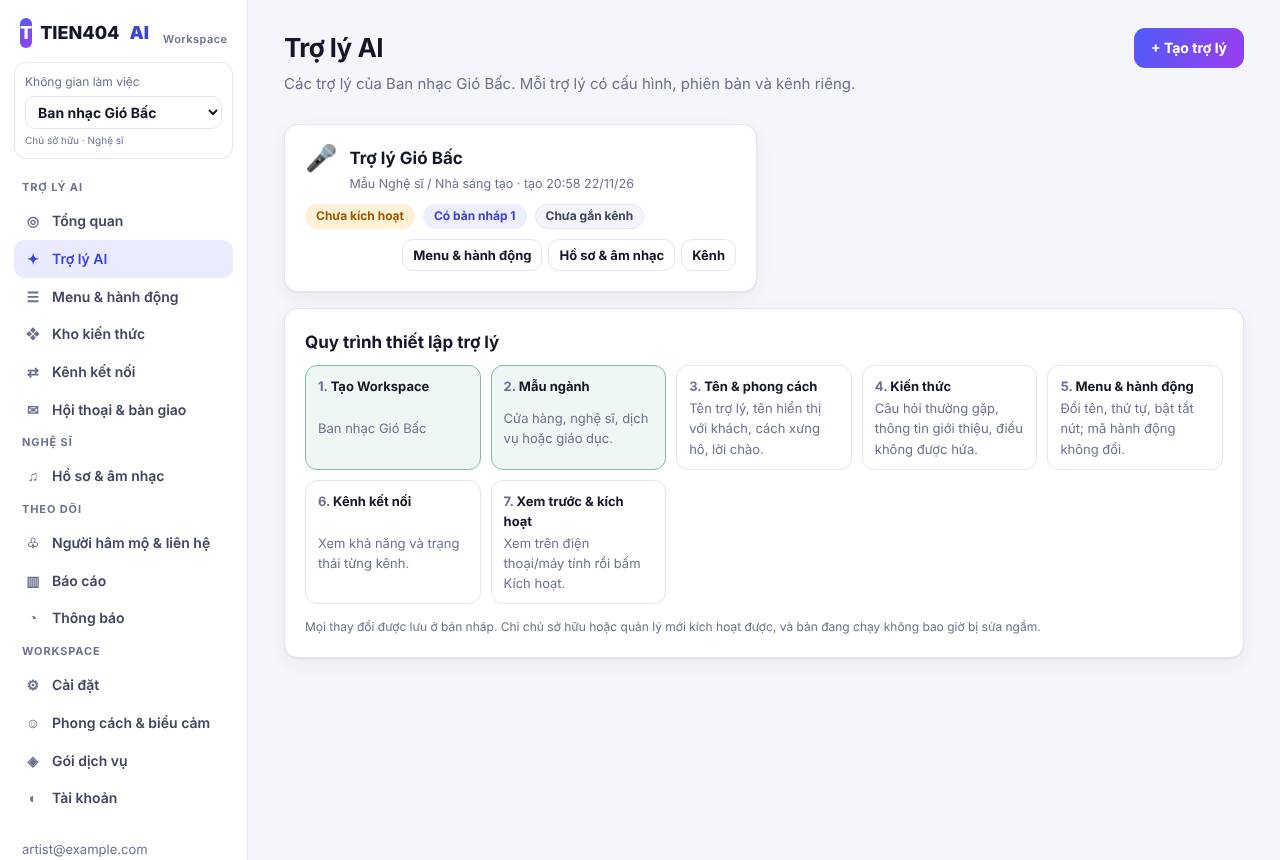 T TIEN404 AI Workspace
Không gian làm việc
Ban nhạc Gió Bấc
Chủ sở hữu · Nghệ sĩ
TRỢ LÝ AI
Tổng quan
Trợ lý AI
Menu & hành động
Kho kiến thức
Kênh kết nối
Hội thoại & bàn giao
NGHỆ SĨ
Hồ sơ & âm nhạc
THEO DÕI
Người hâm mộ & liên hệ
Báo cáo
Thông báo
WORKSPACE
Cài đặt
Phong cách & biểu cảm
Gói dịch vụ
Tài khoản
artist@example.com
Trợ lý AI
+ Tạo trợ lý
Các trợ lý của Ban nhạc Gió Bấc. Mỗi trợ lý có cấu hình, phiên bản và kênh riêng.
Trợ lý Gió Bấc
Mẫu Nghệ sĩ / Nhà sáng tạo · tạo 20:58 22/11/26
Chưa kích hoạt Có bản nháp 1 Chưa gắn kênh
Menu & hành động Hồ sơ & âm nhạc Kênh
Quy trình thiết lập trợ lý
1. Tạo Workspace
Ban nhạc Gió Bấc
2. Mẫu ngành
Cửa hàng, nghệ sĩ, dịch
vụ hoặc giáo dục.
3. Tên & phong cách
Tên trợ lý, tên hiển thị
với khách, cách xưng
hô, lời chào.
4. Kiến thức
Câu hỏi thường gặp,
thông tin giới thiệu, điều
không được hứa.
5. Menu & hành động
Đổi tên, thứ tự, bật tắt
nút; mã hành động
không đổi.
6. Kênh kết nối
Xem khả năng và trạng
thái từng kênh.
7. Xem trước & kích
hoạt
Xem trên điện
thoại/máy tính rồi bấm
Kích hoạt.
Mọi thay đổi được lưu ở bản nháp. Chỉ chủ sở hữu hoặc quản lý mới kích hoạt được, và bản đang chạy không bao giờ bị sửa ngầm.